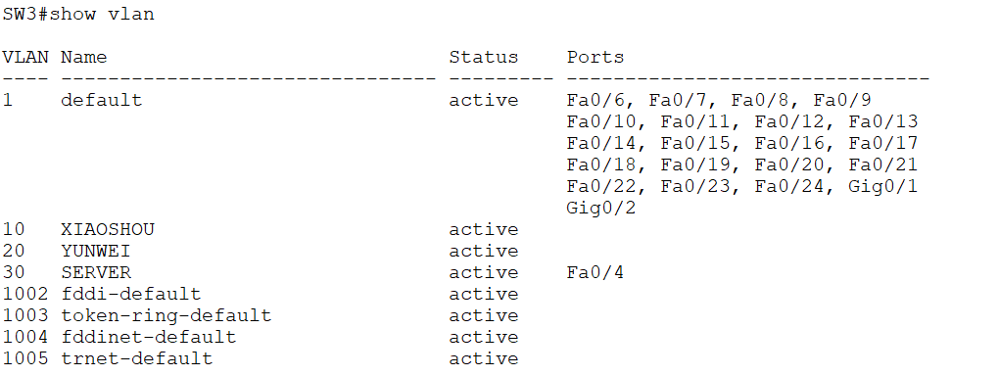 SW3#show vlan
VLAN Name                             Status    Ports
---- -------------------------------- --------- -------------------------------
1    default                          active    Fa0/6, Fa0/7, Fa0/8, Fa0/9
                                                Fa0/10, Fa0/11, Fa0/12, Fa0/13
                                                Fa0/14, Fa0/15, Fa0/16, Fa0/17
                                                Fa0/18, Fa0/19, Fa0/20, Fa0/21
                                                Fa0/22, Fa0/23, Fa0/24, Gig0/1
                                                Gig0/2
10   XIAOSHOU                         active
20   YUNWEI                           active
30   SERVER                           active    Fa0/4
1002 fddi-default                     active
1003 token-ring-default               active
1004 fddinet-default                  active
1005 trnet-default                    active